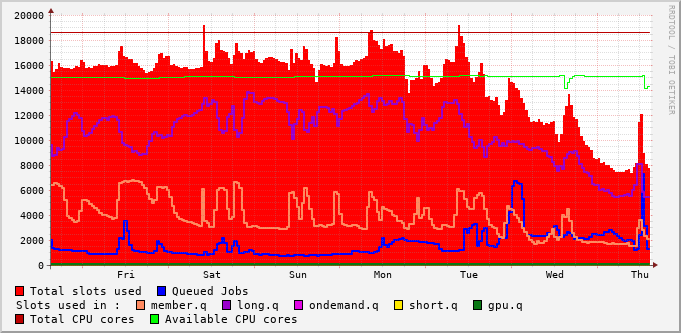 20000
18000
16000
14000
12000
10000
8000
6000
4000
2000
0
Fri Sat Sun Mon Tue Wed Thu
RRDTOOL / TOBI OETIKER
Total slots used Queued Jobs
Slots used in : member.q long.q ondemand.q short.q gpu.q
Total CPU cores Available CPU cores